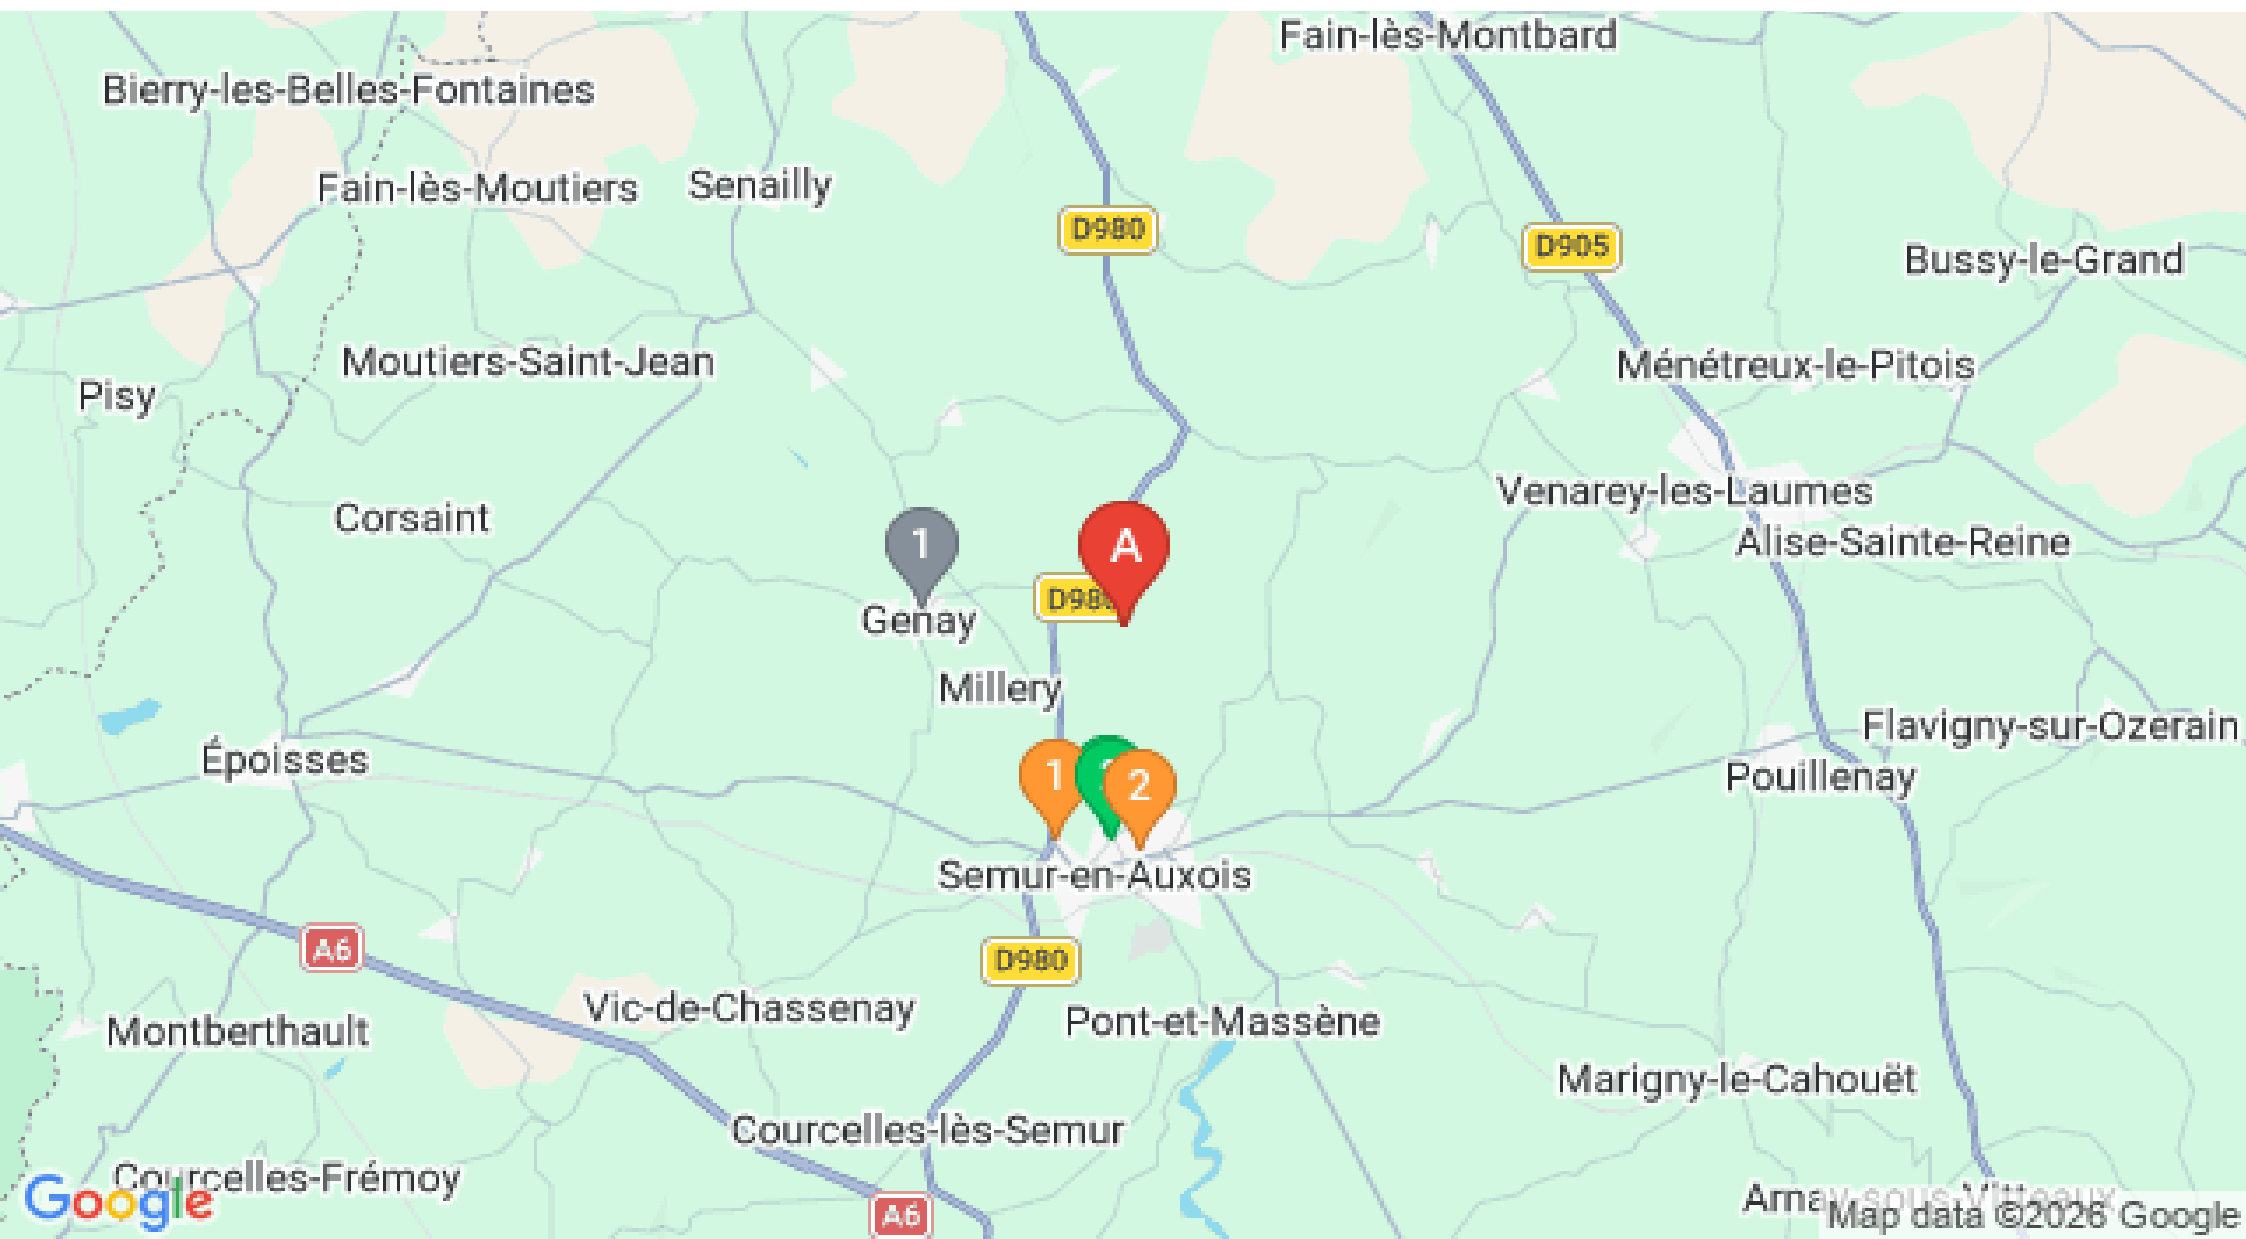 Fain-lès-Montbard
Bierry-les-Belles-Fontaines
Fain-lès-Moutiers
Senailly
D980
D905
Bussy-le-Grand
Moutiers-Saint-Jean
Ménétreux-le-Pitois
Pisy
Venarey-les-Laumes
Corsaint
1
A
Alise-Sainte-Reine
Genay
Millery
Flavigny-sur-Ozerain
Époisses
1
2
Pouillenay
Semur-en-Auxois
A6
D980
Vic-de-Chassenay
Pont-et-Massène
Montberthault
Marigny-le-Cahouët
Courcelles-lès-Semur
Courcelles-Frémoy
Google
A6
Arnay-sous-Vitteaux
Map data ©2026 Google